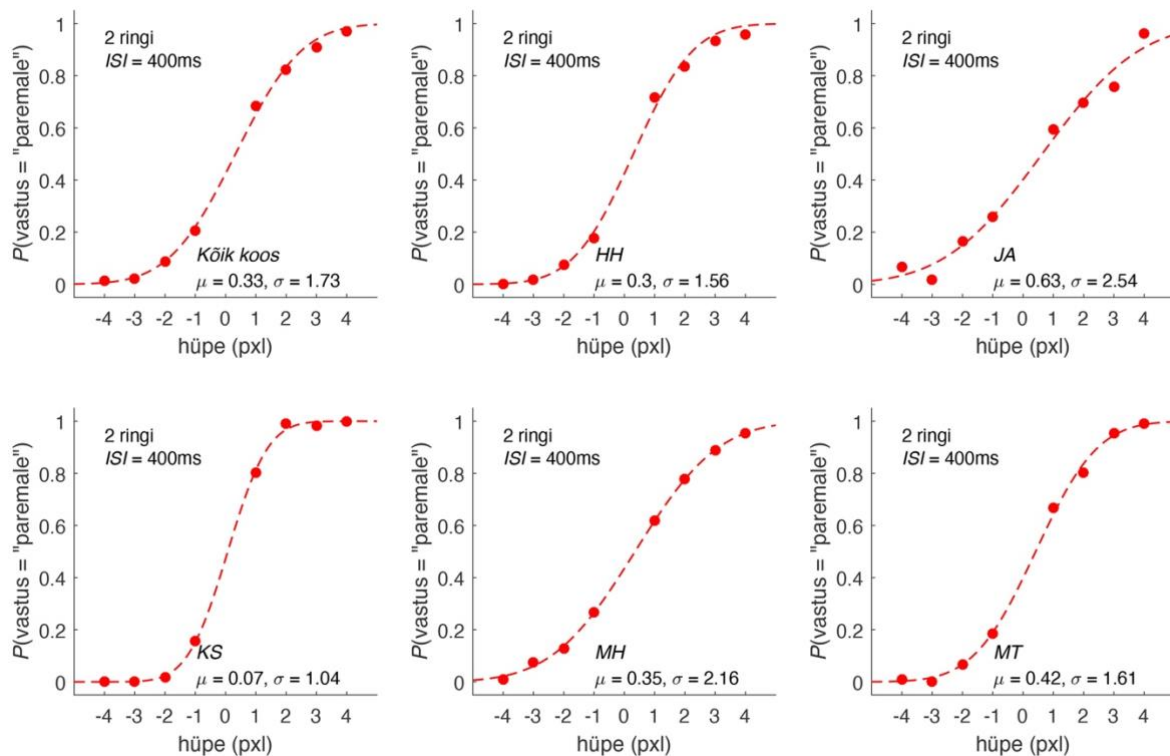 P(vastus = "paremale")
1
0.8
0.6
0.4
0.2
0
2 ringi
ISI = 400ms
Kõik koos
μ = 0.33, σ = 1.73
-4 -3 -2 -1 0 1 2 3 4
hüpe (pxl)
P(vastus = "paremale")
1
0.8
0.6
0.4
0.2
0
2 ringi
ISI = 400ms
HH
μ = 0.3, σ = 1.56
-4 -3 -2 -1 0 1 2 3 4
hüpe (pxl)
P(vastus = "paremale")
1
0.8
0.6
0.4
0.2
0
2 ringi
ISI = 400ms
JA
μ = 0.63, σ = 2.54
-4 -3 -2 -1 0 1 2 3 4
hüpe (pxl)
P(vastus = "paremale")
1
0.8
0.6
0.4
0.2
0
2 ringi
ISI = 400ms
KS
μ = 0.07, σ = 1.04
-4 -3 -2 -1 0 1 2 3 4
hüpe (pxl)
P(vastus = "paremale")
1
0.8
0.6
0.4
0.2
0
2 ringi
ISI = 400ms
MH
μ = 0.35, σ = 2.16
-4 -3 -2 -1 0 1 2 3 4
hüpe (pxl)
P(vastus = "paremale")
1
0.8
0.6
0.4
0.2
0
2 ringi
ISI = 400ms
MT
μ = 0.42, σ = 1.61
-4 -3 -2 -1 0 1 2 3 4
hüpe (pxl)